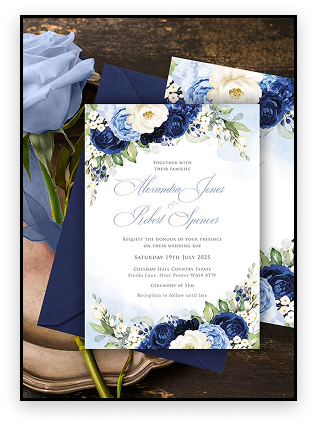 Together with
their families
Alexandra Jones
&
Robert Spencer
Request the honour of your presence
on their wedding day
Saturday 19th July 2025
Colshaw Hall Country Estate
Stocks Lane, Over Peover WA16 8TW
Ceremony at 2pm
Reception to follow until late